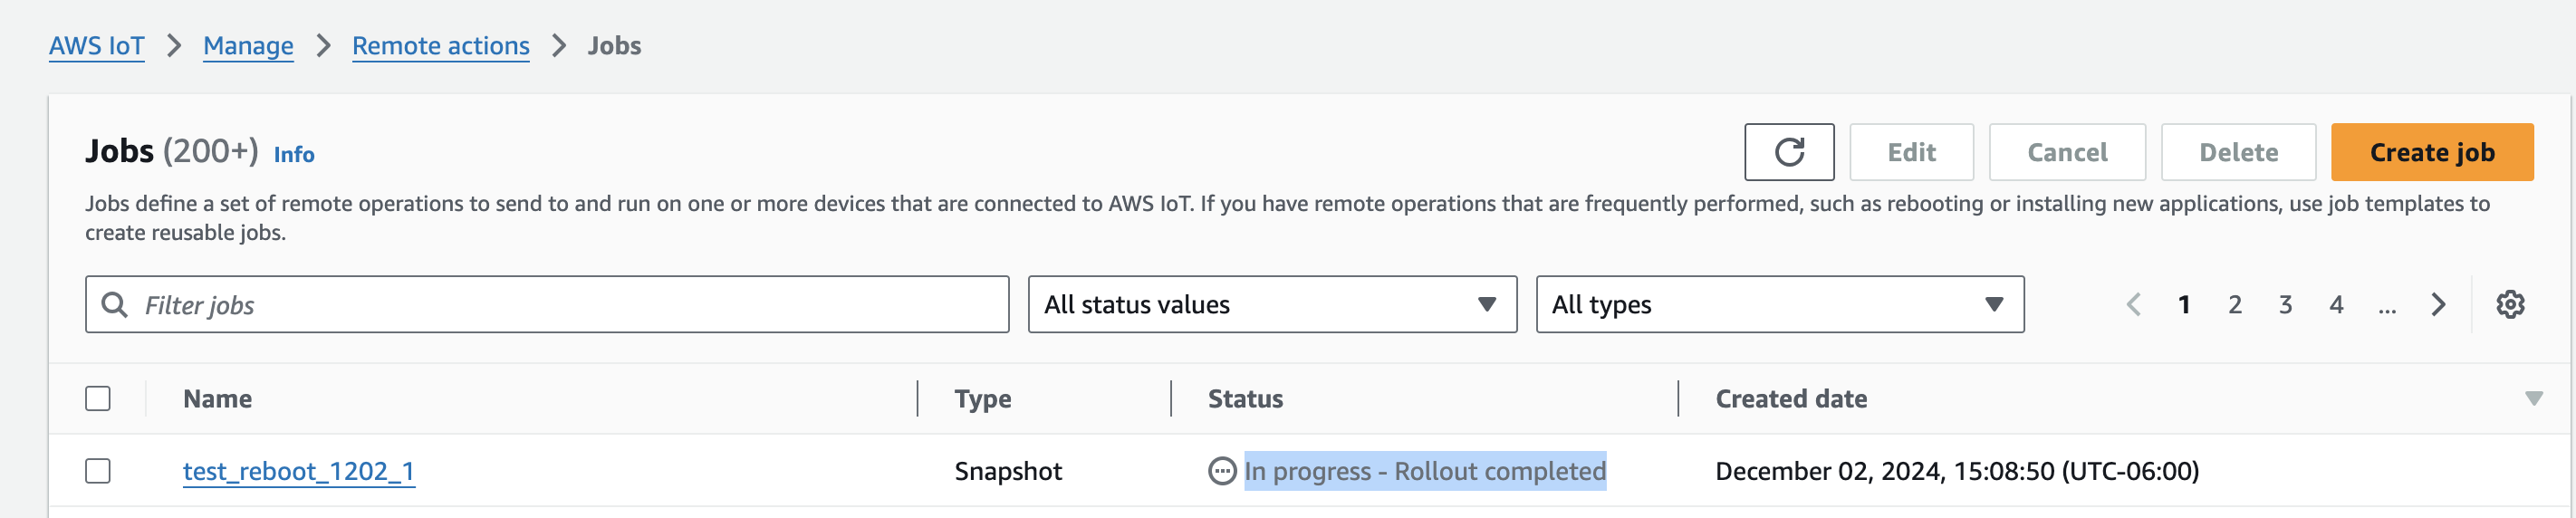 AWS IoT > Manage > Remote actions > Jobs
Jobs (200+) Info
Edit Cancel Delete Create job
Jobs define a set of remote operations to send to and run on one or more devices that are connected to AWS IoT. If you have remote operations that are frequently performed, such as rebooting or installing new applications, use job templates to
create reusable jobs.
Filter jobs All status values All types 1 2 3 4 ...
Name Type Status Created date
test_reboot_1202_1 Snapshot In progress - Rollout completed December 02, 2024, 15:08:50 (UTC-06:00)